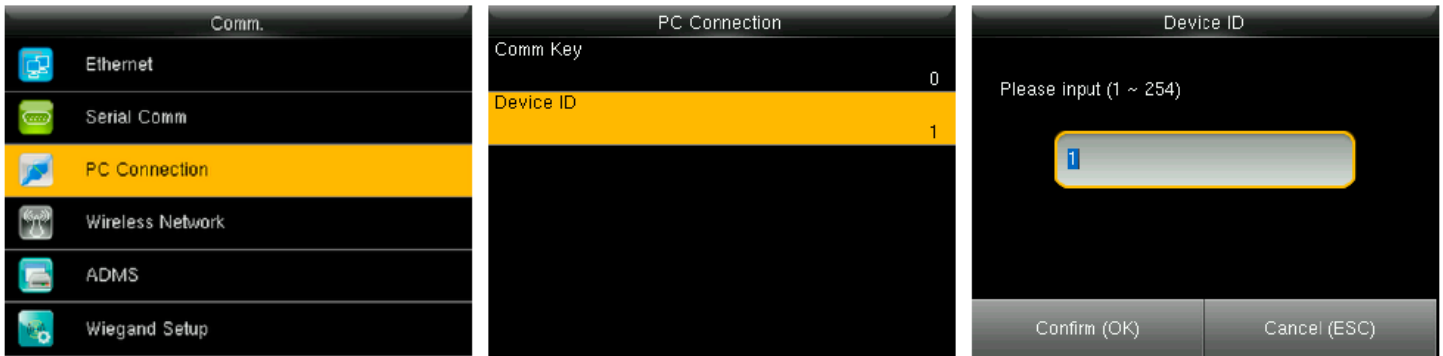 Comm.
Ethernet
Serial Comm
PC Connection
Wireless Network
ADMS
Wiegand Setup
PC Connection
Comm Key
0
Device ID
1
Device ID
Please input (1 ~ 254)
1
Confirm (OK)
Cancel (ESC)